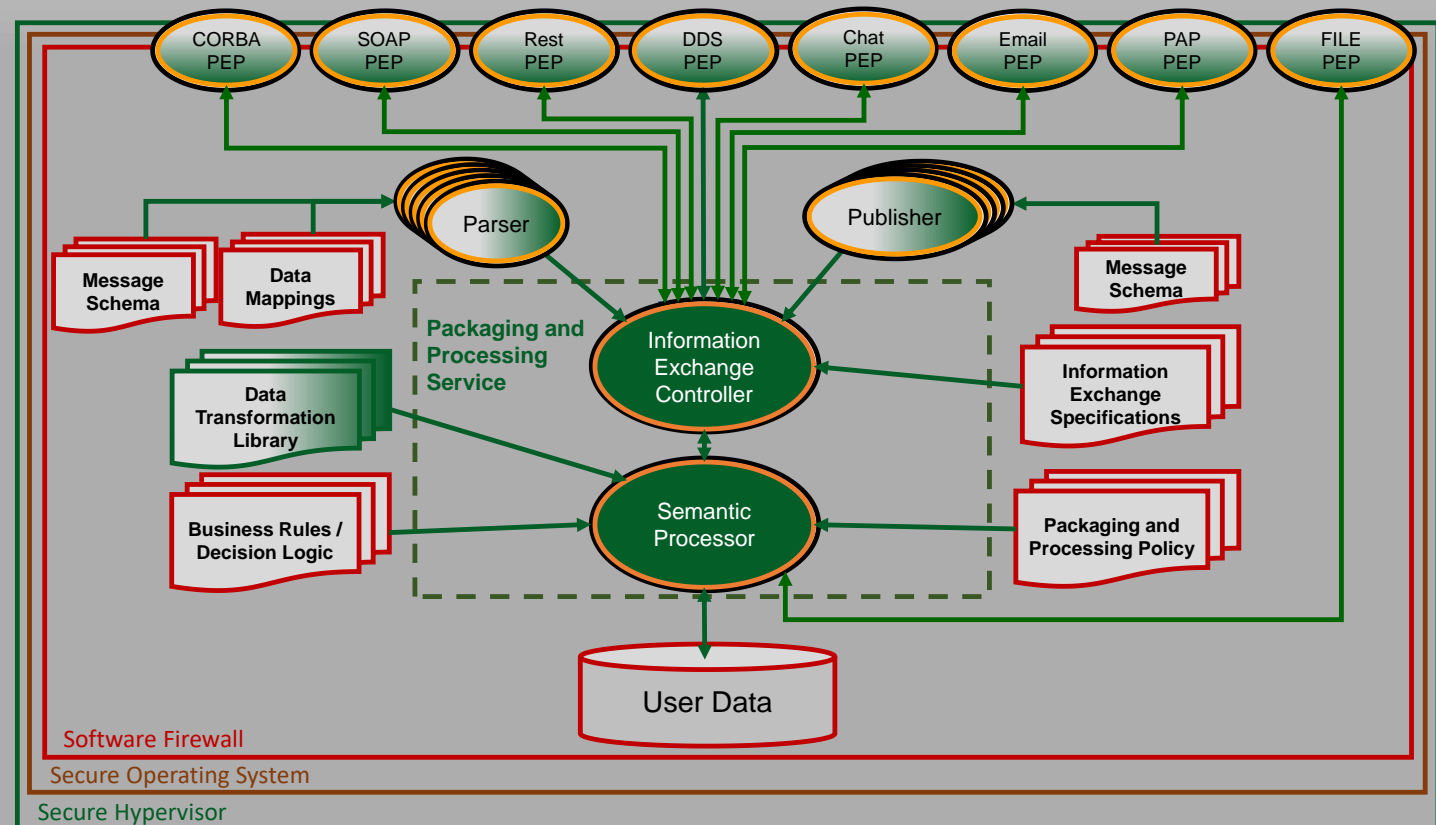 CORBA
PEP
SOAP
PEP
Rest
PEP
DDS
PEP
Chat
PEP
Email
PEP
PAP
PEP
FILE
PEP
Parser
Publisher
Message
Schema
Data
Mappings
Message
Schema
Packaging and
Processing
Service
Information
Exchange
Controller
Data
Transformation
Library
Information
Exchange
Specifications
Business Rules /
Decision Logic
Semantic
Processor
Packaging and
Processing Policy
User Data
Software Firewall
Secure Operating System
Secure Hypervisor